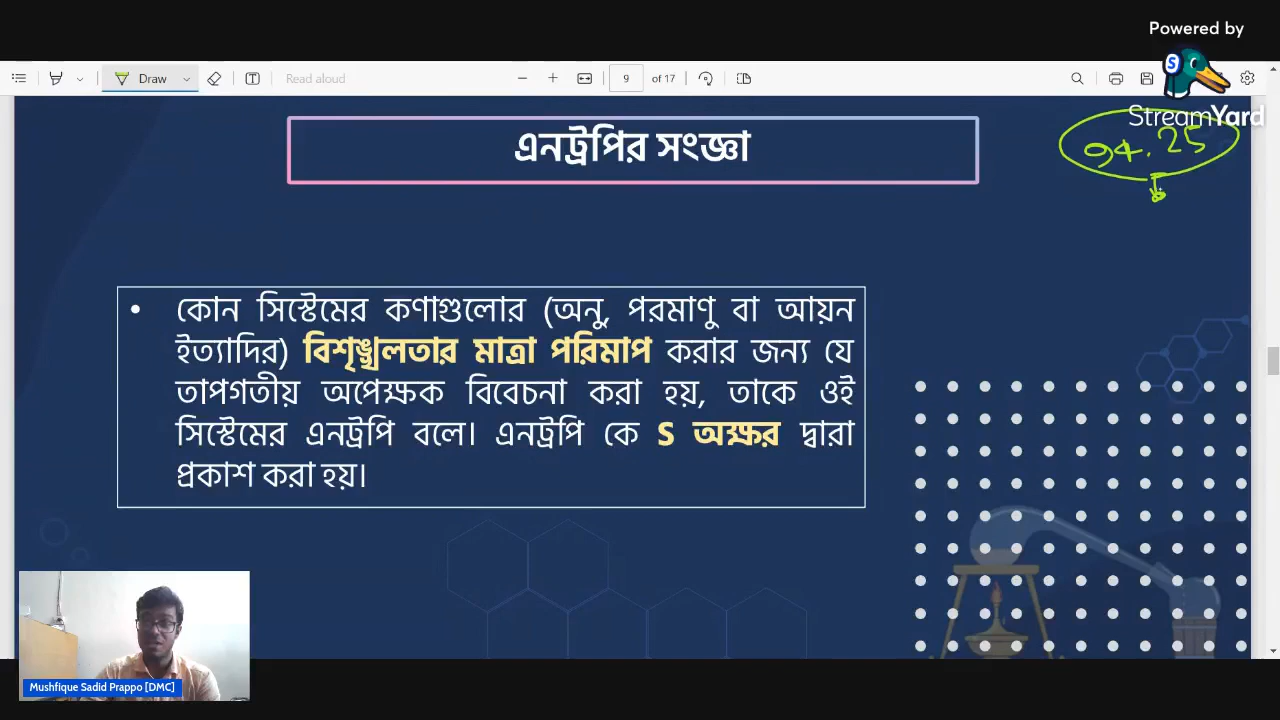 Powered by
StreamYard
Draw
Read aloud
9
of 17
এনট্রপির সংজ্ঞা
94.25
• কোন সিস্টেমের কণাগুলোর (অনু, পরমাণু বা আয়ন
ইত্যাদির) বিশৃঙ্খলতার মাত্রা পরিমাপ করার জন্য যে
তাপগতীয় অপেক্ষক বিবেচনা করা হয়, তাকে ওই
সিস্টেমের এনট্রপি বলে। এনট্রপি কে S অক্ষর দ্বারা
প্রকাশ করা হয়।
Mushfique Sadid Prappo [DMC]